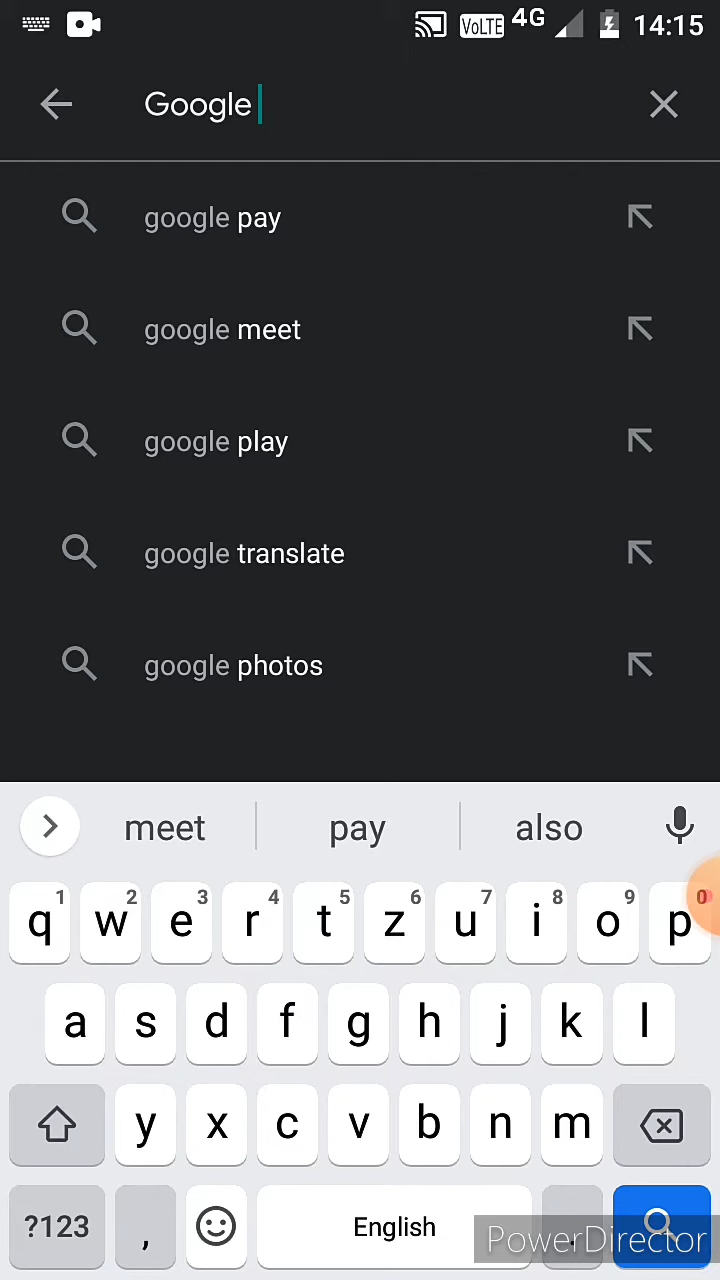 VoLTE 4G 14:15
Google
google pay
google meet
google play
google translate
google photos
meet pay also
1 2 3 4 5 6 7 8 9 0
q w e r t z u i o p
a s d f g h j k l
y x c v b n m
?123 , English .
PowerDirector